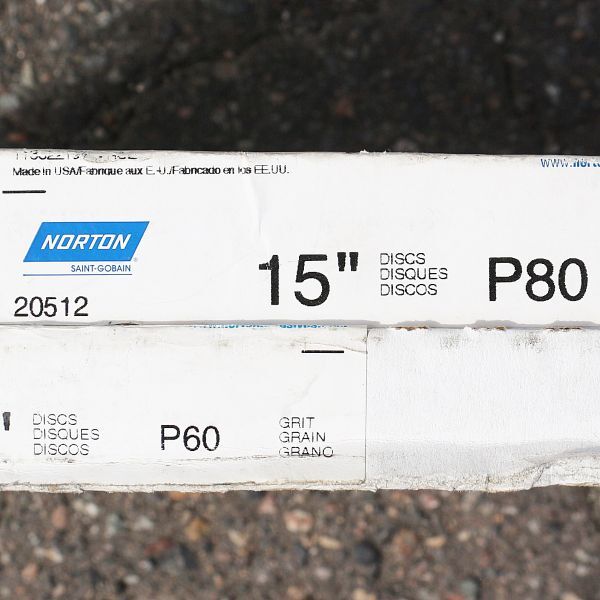 Made in USA/Fabrique aux E.-U./Fabricado en los EE.UU.
NORTON
SAINT-GOBAIN
20512
15"
DISCS
DISQUES
DISCOS
P80
DISCS
DISQUES
DISCOS
P60
GRIT
GRAIN
GRANO